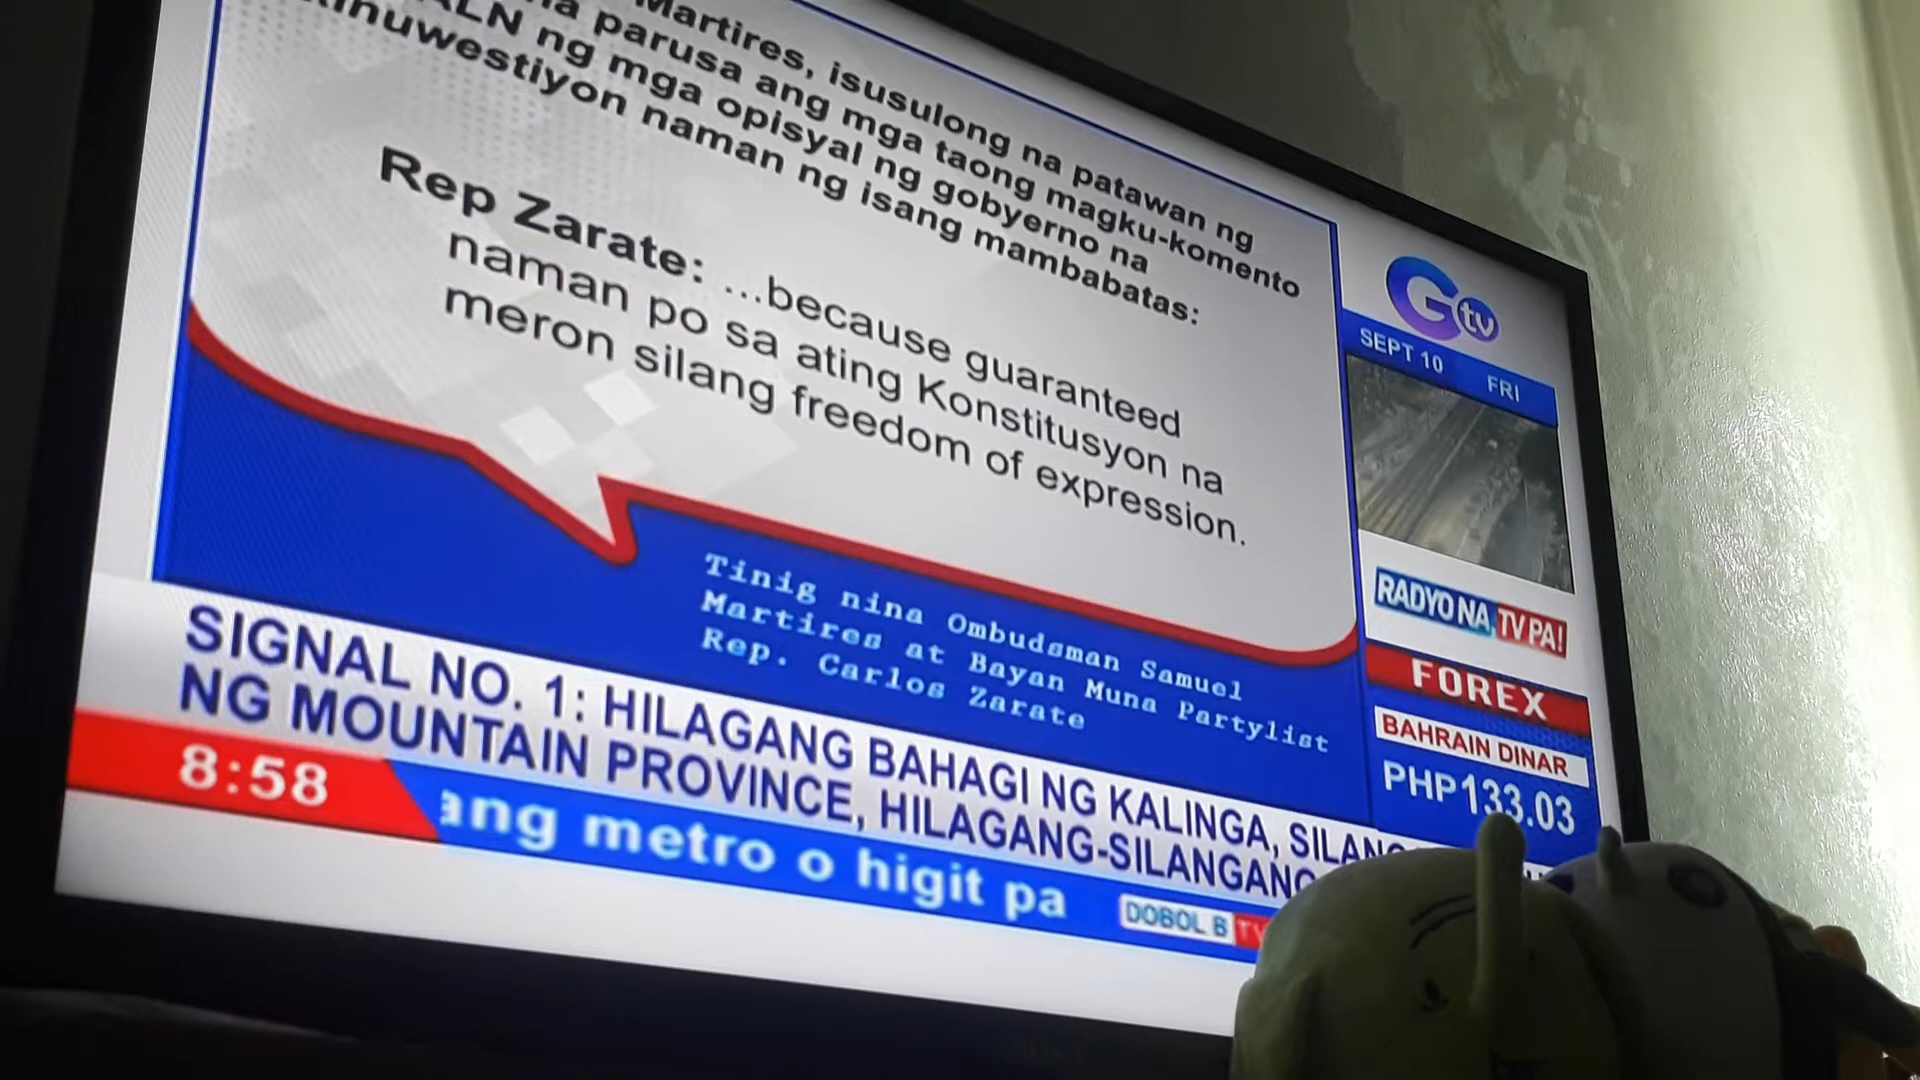 Martires, isusulong na patawan ng
na parusa ang mga taong magku-komento
ng mga opisyal ng gobyerno na
naman ng isang mambabatas:
Rep Zarate: ...because guaranteed
naman po sa ating Konstitusyon na
meron silang freedom of expression.
Tinig nina Ombudsman Samuel
Martires at Bayan Muna Partylist
Rep. Carlos Zarate
SIGNAL NO. 1: HILAGANG BAHAGI NG KALINGA,
NG MOUNTAIN PROVINCE, HILAGANG-SILANGANG
8:58
ang metro o higit pa
DOBOL B TV
Gtv
SEPT 10 FRI
RADYO NA, TV PA!
FOREX
BAHRAIN DINAR
PHP133.03